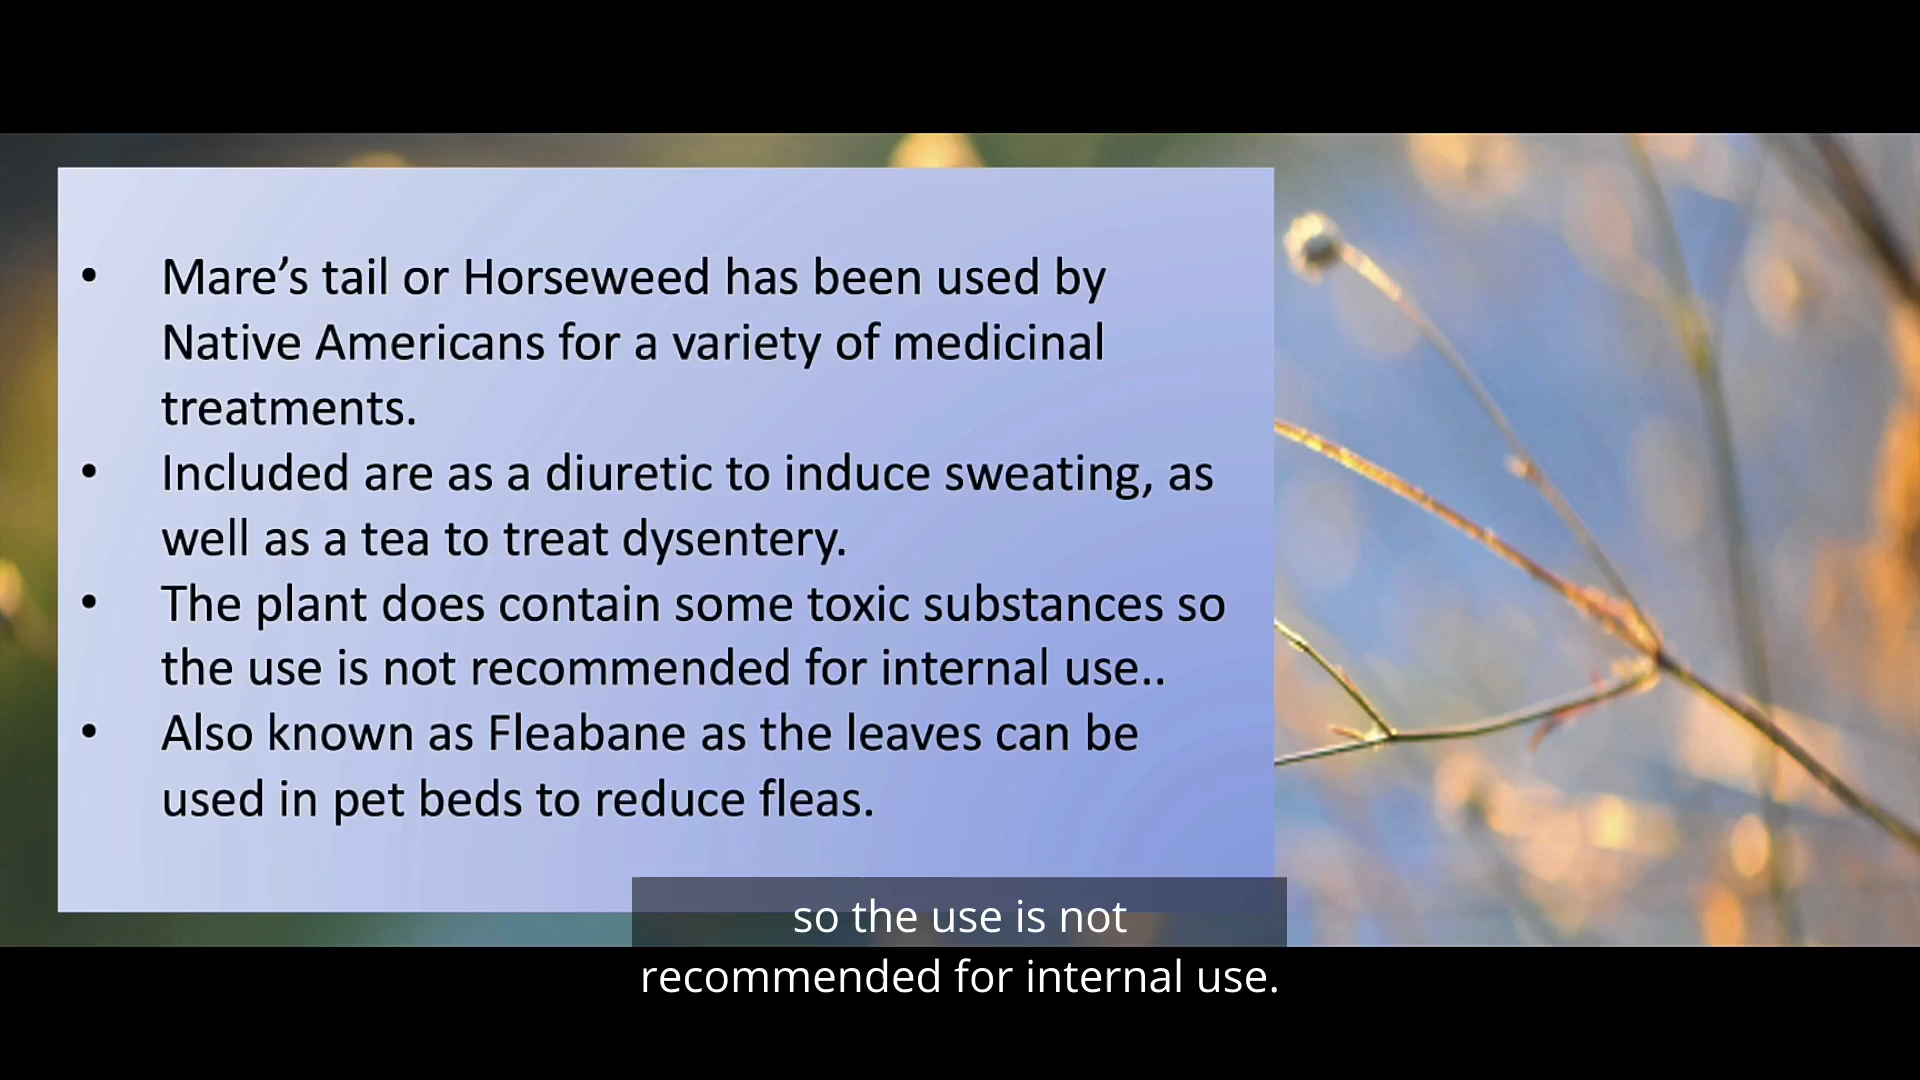 • Mare’s tail or Horseweed has been used by
Native Americans for a variety of medicinal
treatments.
• Included are as a diuretic to induce sweating, as
well as a tea to treat dysentery.
• The plant does contain some toxic substances so
the use is not recommended for internal use..
• Also known as Fleabane as the leaves can be
used in pet beds to reduce fleas.
so the use is not
recommended for internal use.